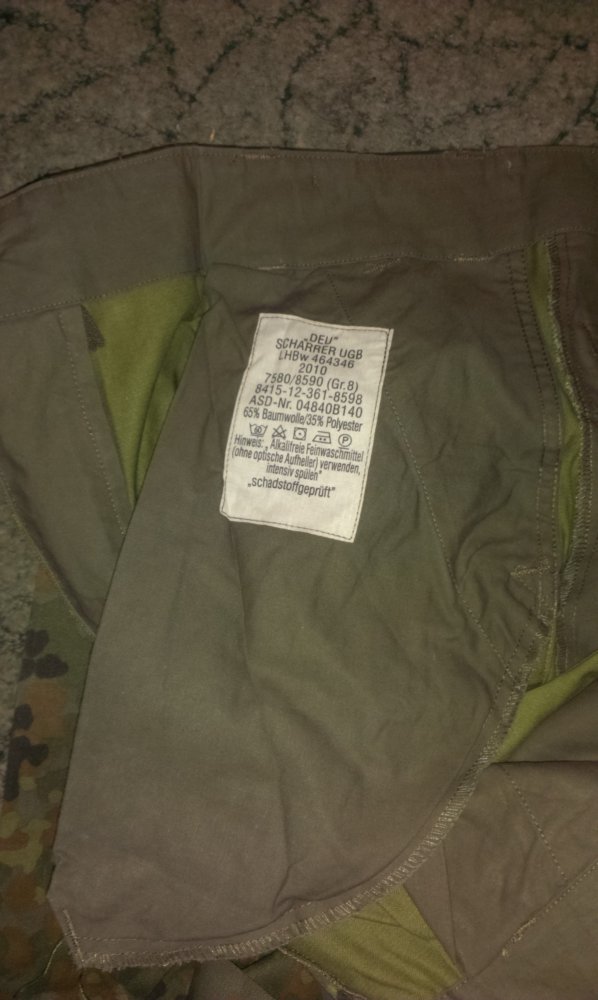 "DEU"
SCHARRER UGB
LHBw 464346
2010
7580/8590 (Gr.8)
8415-12-361-8598
ASD-Nr. 04840B140
65% Baumwolle/35% Polyester
60 P
Hinweis: „Alkalifreie Feinwaschmittel
(ohne optische Aufheller) verwenden,
intensiv spülen"
„schadstoffgeprüft"